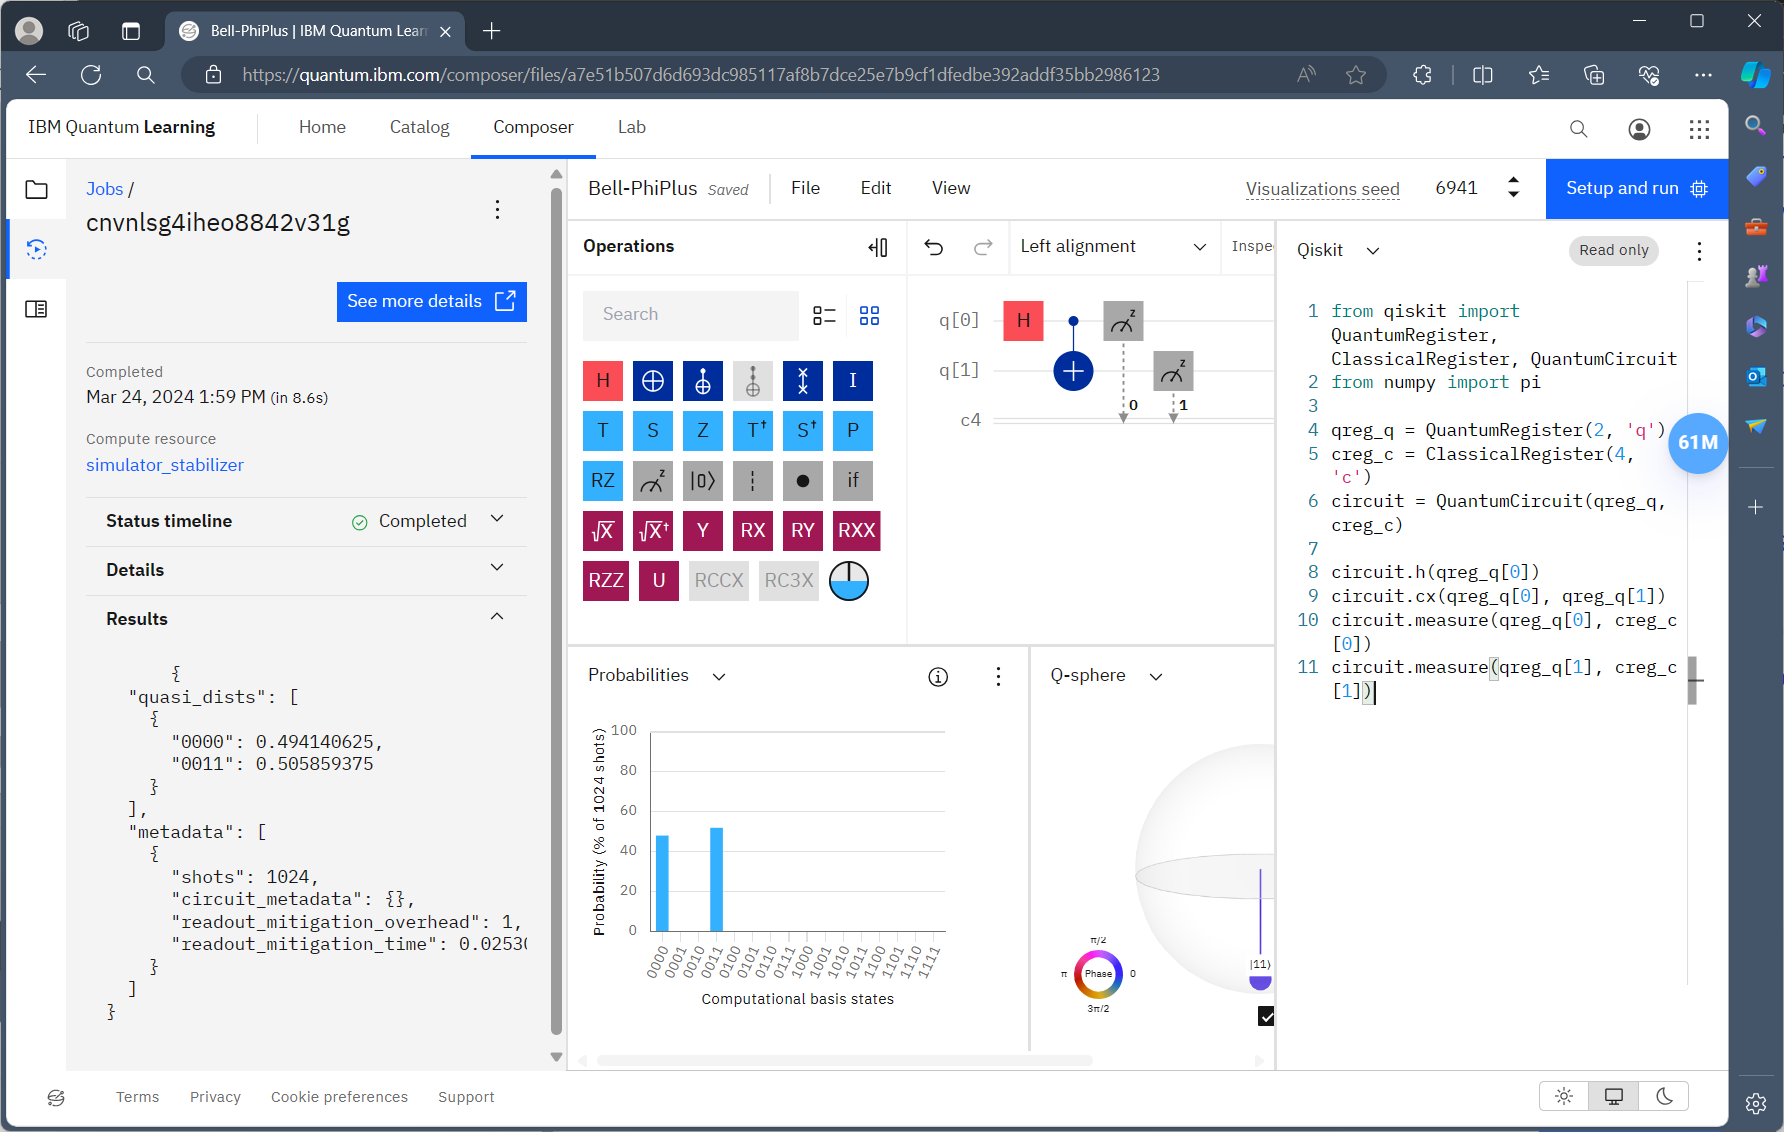 Bell-PhiPlus | IBM Quantum Lear
https://quantum.ibm.com/composer/files/a7e51b507d6d693dc985117af8b7dce25e7b9cf1dfedbe392addf35bb2986123
IBM Quantum Learning
Home
Catalog
Composer
Lab
Jobs /
cnvnlsg4iheo8842v31g
See more details
Completed
Mar 24, 2024 1:59 PM (in 8.6s)
Compute resource
simulator_stabilizer
Status timeline
Completed
Details
Results
{
"quasi_dists": [
{
"0000": 0.494140625,
"0011": 0.505859375
}
],
"metadata": [
{
"shots": 1024,
"circuit_metadata": {},
"readout_mitigation_overhead": 1,
"readout_mitigation_time": 0.0253
}
]
}
Bell-PhiPlus Saved
File
Edit
View
Visualizations seed
6941
Setup and run
Operations
Search
H I
T S Z T† S† P
RZ z |0⟩ if
√X √X† Y RX RY RXX
RZZ U RCCX RC3X
Left alignment
Inspe
q[0] H z
q[1] + z
c4 0 1
Probabilities
Probability (% of 1024 shots)
100
80
60
40
20
0
0000 0001 0010 0011 0100 0101 0110 0111 1000 1001 1010 1011 1100 1101 1110 1111
Computational basis states
Q-sphere
π/2
π Phase 0
3π/2
|11⟩
Qiskit
Read only
1 from qiskit import
QuantumRegister,
ClassicalRegister, QuantumCircuit
2 from numpy import pi
3
4 qreg_q = QuantumRegister(2, 'q')
5 creg_c = ClassicalRegister(4,
'c')
6 circuit = QuantumCircuit(qreg_q,
creg_c)
7
8 circuit.h(qreg_q[0])
9 circuit.cx(qreg_q[0], qreg_q[1])
10 circuit.measure(qreg_q[0], creg_c
[0])
11 circuit.measure(qreg_q[1], creg_c
[1])
61M
Terms
Privacy
Cookie preferences
Support